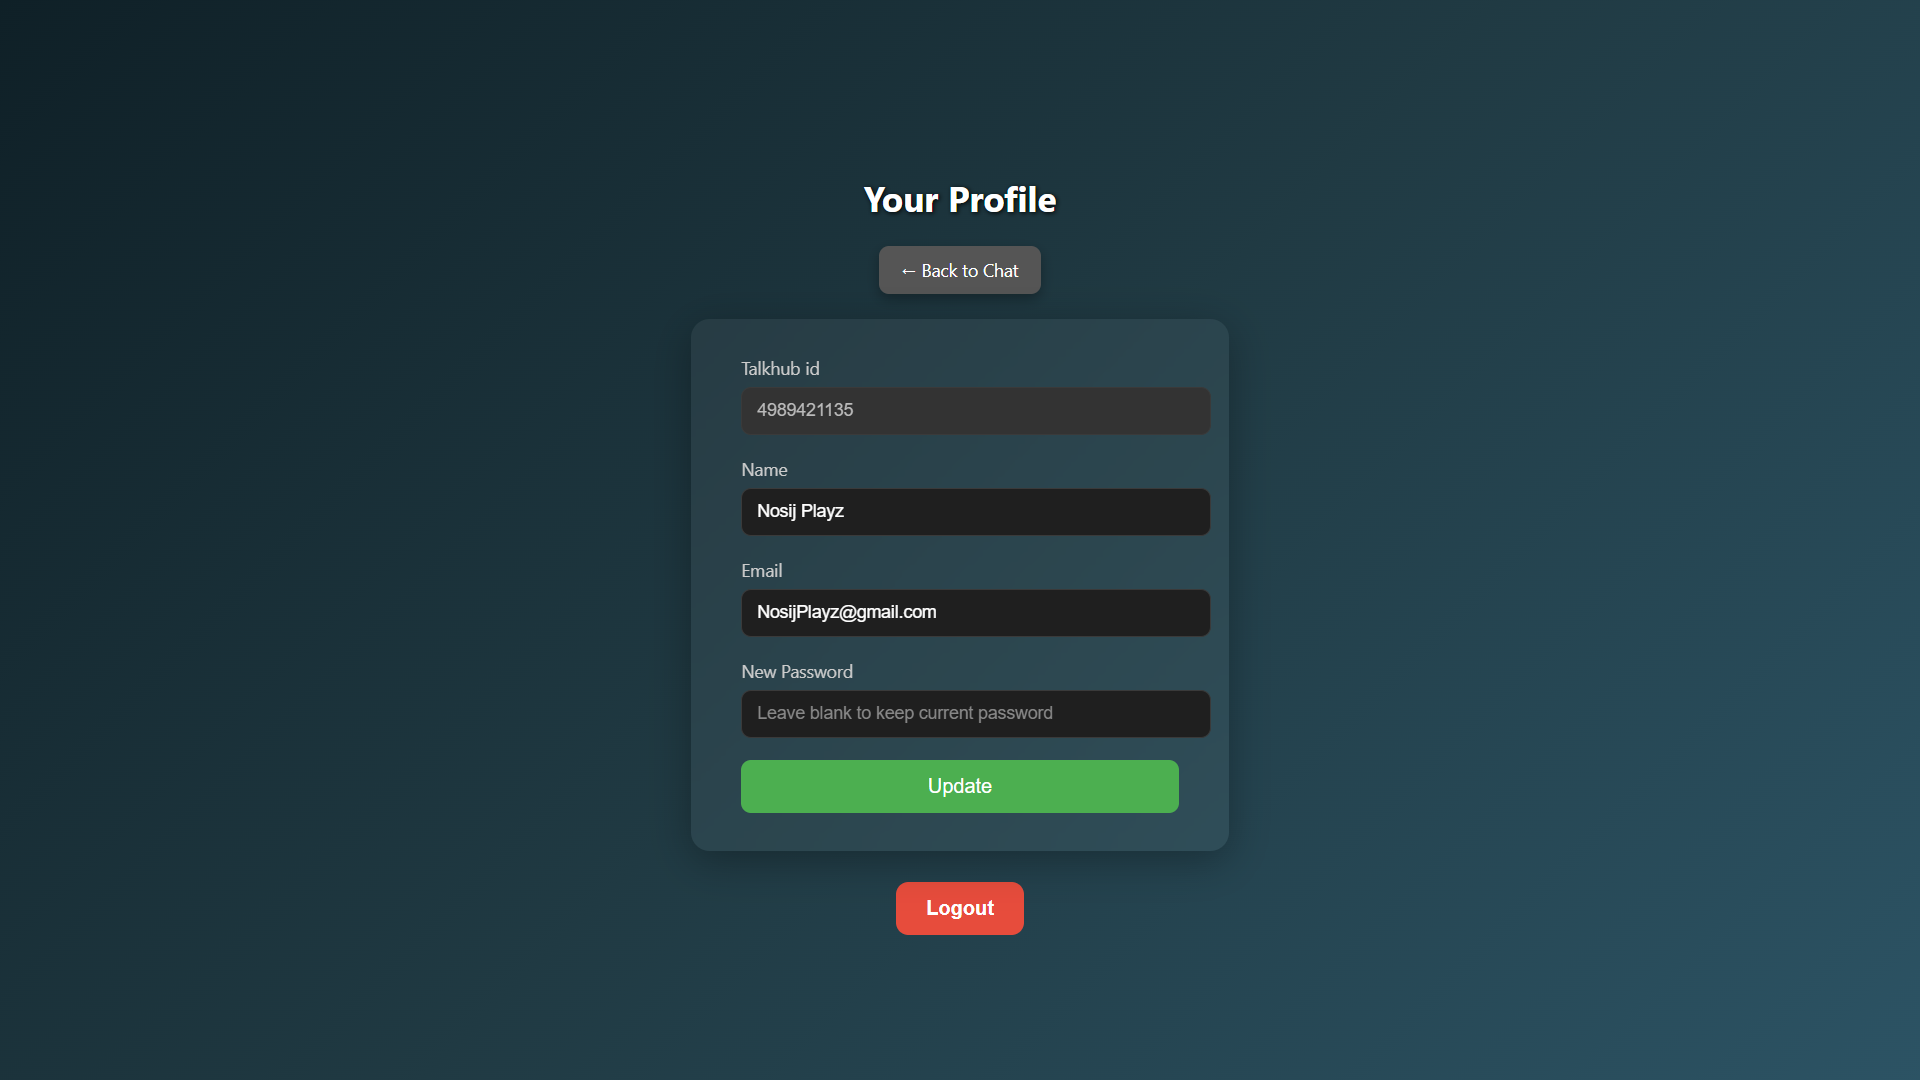 Your Profile
← Back to Chat
Talkhub id
4989421135
Name
Nosij Playz
Email
NosijPlayz@gmail.com
New Password
Leave blank to keep current password
Update
Logout